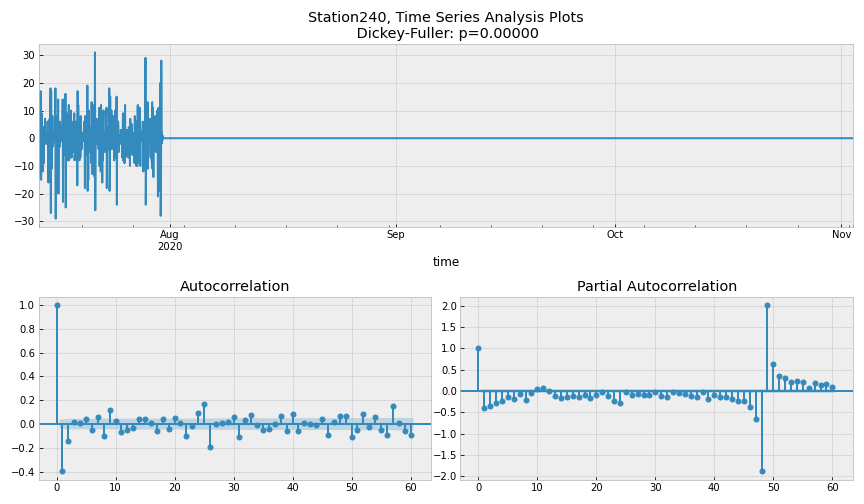 Station240, Time Series Analysis Plots
Dickey-Fuller: p=0.00000
30
20
10
0
−10
−20
−30
Aug
2020
Sep
Oct
Nov
time
Autocorrelation
1.0
0.8
0.6
0.4
0.2
0.0
−0.2
−0.4
0 10 20 30 40 50 60
Partial Autocorrelation
2.0
1.5
1.0
0.5
0.0
−0.5
−1.0
−1.5
−2.0
0 10 20 30 40 50 60